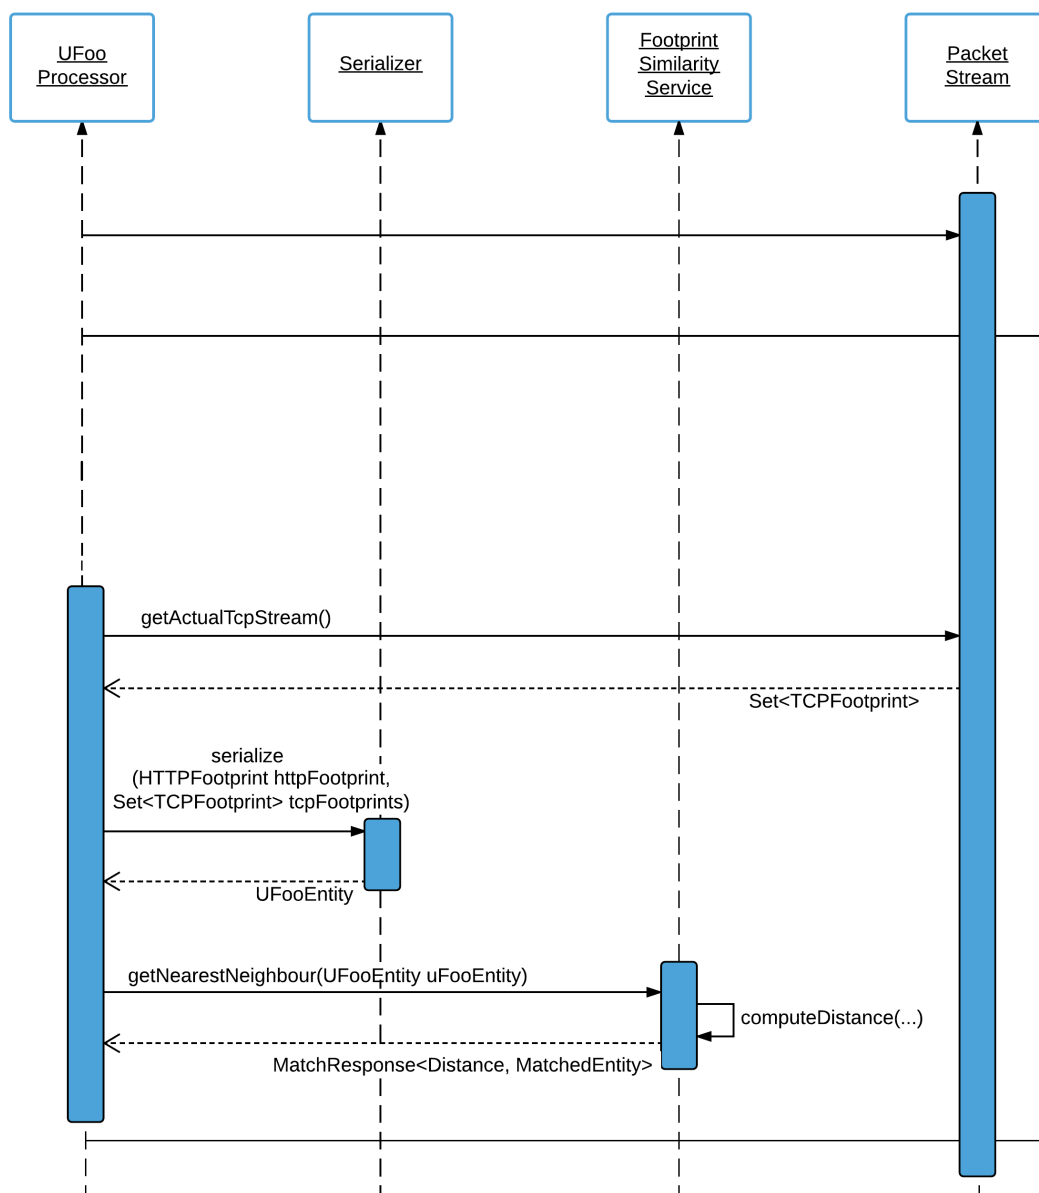 UFoo
Processor
Serializer
Footprint
Similarity
Service
Packet
Stream
getActualTcpStream()
Set<TCPFootprint>
serialize
(HTTPFootprint httpFootprint,
Set<TCPFootprint> tcpFootprints)
UFooEntity
getNearestNeighbour(UFooEntity uFooEntity)
computeDistance(...)
MatchResponse<Distance, MatchedEntity>